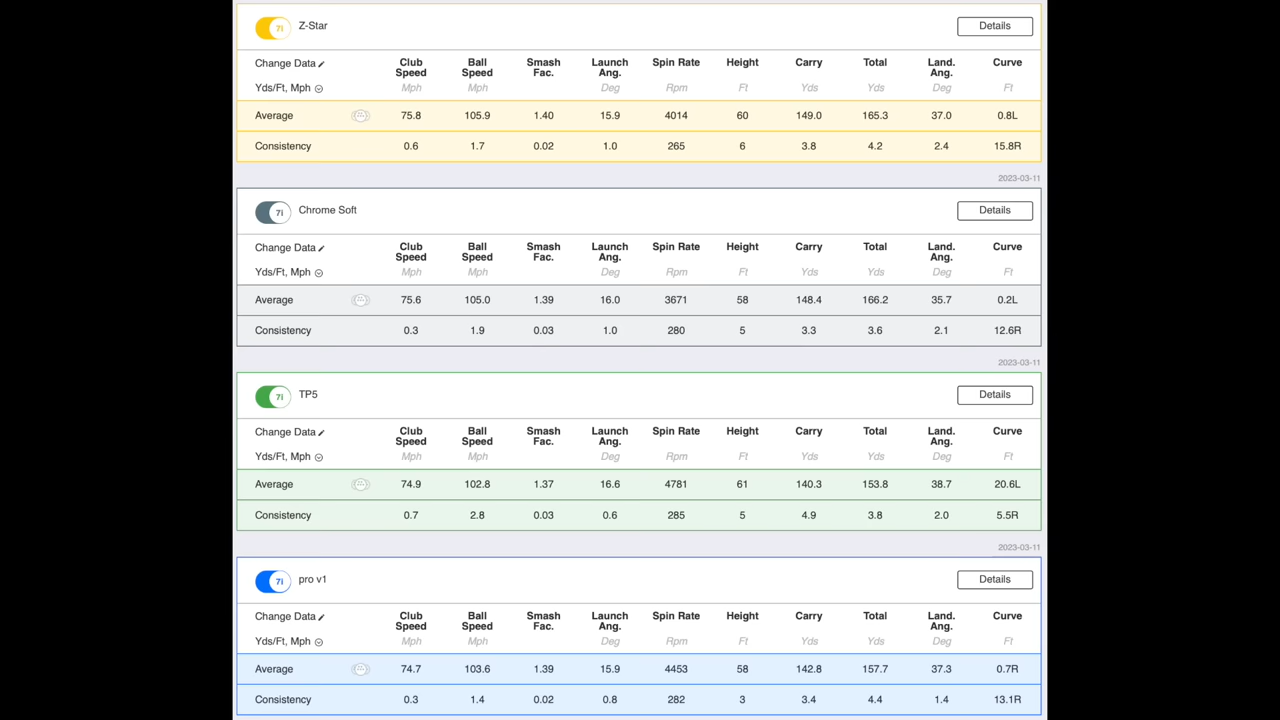 7i Z-Star Details
Change Data Club Speed Ball Speed Smash Fac. Launch Ang. Spin Rate Height Carry Total Land. Ang. Curve
Yds/Ft, Mph Mph Mph Deg Rpm Ft Yds Yds Deg Ft
Average 75.8 105.9 1.40 15.9 4014 60 149.0 165.3 37.0 0.8L
Consistency 0.6 1.7 0.02 1.0 265 6 3.8 4.2 2.4 15.8R
2023-03-11
7i Chrome Soft Details
Change Data Club Speed Ball Speed Smash Fac. Launch Ang. Spin Rate Height Carry Total Land. Ang. Curve
Yds/Ft, Mph Mph Mph Deg Rpm Ft Yds Yds Deg Ft
Average 75.6 105.0 1.39 16.0 3671 58 148.4 166.2 35.7 0.2L
Consistency 0.3 1.9 0.03 1.0 280 5 3.3 3.6 2.1 12.6R
2023-03-11
7i TP5 Details
Change Data Club Speed Ball Speed Smash Fac. Launch Ang. Spin Rate Height Carry Total Land. Ang. Curve
Yds/Ft, Mph Mph Mph Deg Rpm Ft Yds Yds Deg Ft
Average 74.9 102.8 1.37 16.6 4781 61 140.3 153.8 38.7 20.6L
Consistency 0.7 2.8 0.03 0.6 285 5 4.9 3.8 2.0 5.5R
2023-03-11
7i pro v1 Details
Change Data Club Speed Ball Speed Smash Fac. Launch Ang. Spin Rate Height Carry Total Land. Ang. Curve
Yds/Ft, Mph Mph Mph Deg Rpm Ft Yds Yds Deg Ft
Average 74.7 103.6 1.39 15.9 4453 58 142.8 157.7 37.3 0.7R
Consistency 0.3 1.4 0.02 0.8 282 3 3.4 4.4 1.4 13.1R